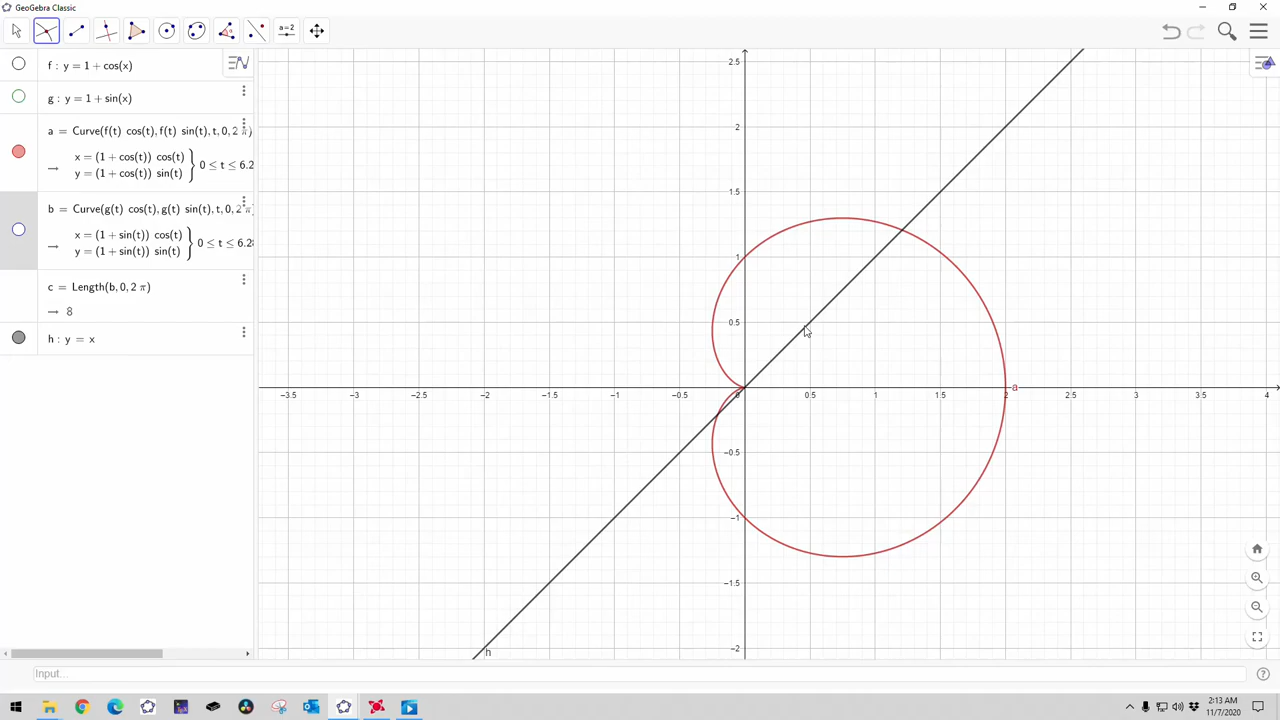 GeoGebra Classic
a=2
f : y = 1 + cos(x)
g : y = 1 + sin(x)
a = Curve(f(t) cos(t), f(t) sin(t), t, 0, 2 π)
→ x = (1 + cos(t)) cos(t)
y = (1 + cos(t)) sin(t) } 0 ≤ t ≤ 6.2
b = Curve(g(t) cos(t), g(t) sin(t), t, 0, 2 π
→ x = (1 + sin(t)) cos(t)
y = (1 + sin(t)) sin(t) } 0 ≤ t ≤ 6.28
c = Length(b, 0, 2 π)
→ 8
h : y = x
2.5
2
1.5
1
0.5
−3.5 −3 −2.5 −2 −1.5 −1 −0.5 0 0.5 1 1.5 2 2.5 3 3.5 4
a
−0.5
−1
−1.5
−2
h
Input...
2:13 AM
11/7/2020